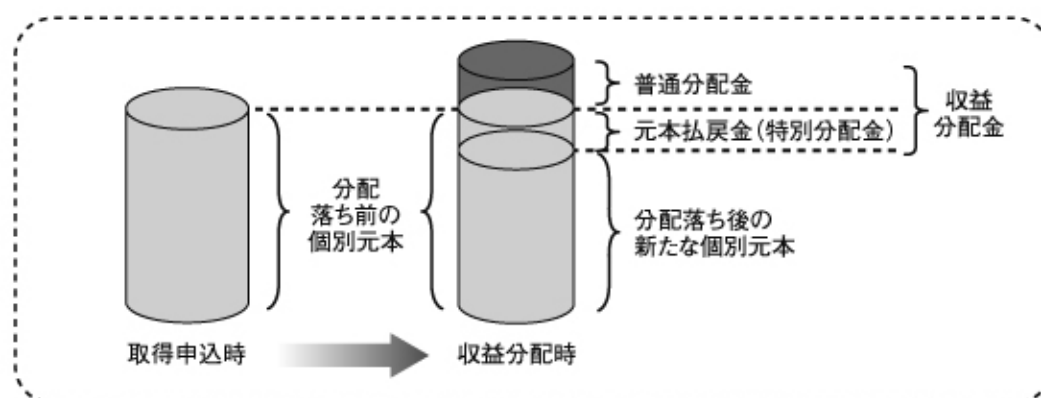 普通分配金
収益
分配金
元本払戻金(特別分配金)
分配
落ち前の
個別元本
分配落ち後の
新たな個別元本
取得申込時
収益分配時